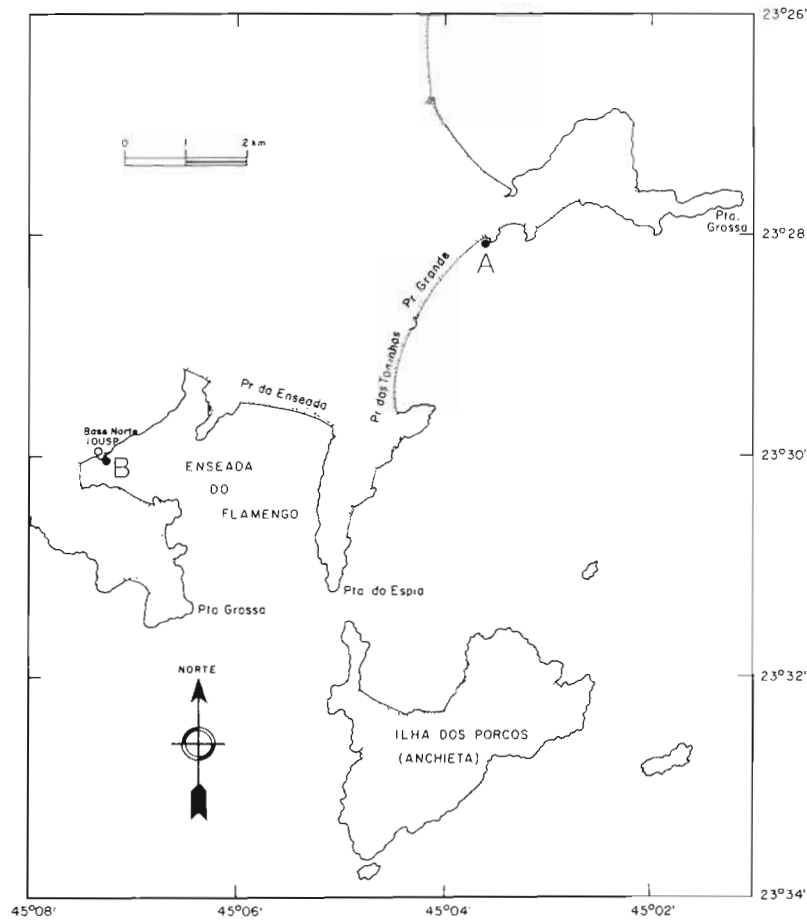 23°26'
0 1 2 km
Pta.
Grossa
23°28'
A
Pr Grande
Pr das Toninhas
Pr da Enseada
Base Norte
IOUSP
B
23°30'
ENSEADA
DO
FLAMENGO
Pta do Espia
Pta Grossa
NORTE
23°32'
ILHA DOS PORCOS
(ANCHIETA)
23°34'
45°08'
45°06'
45°04'
45°02'